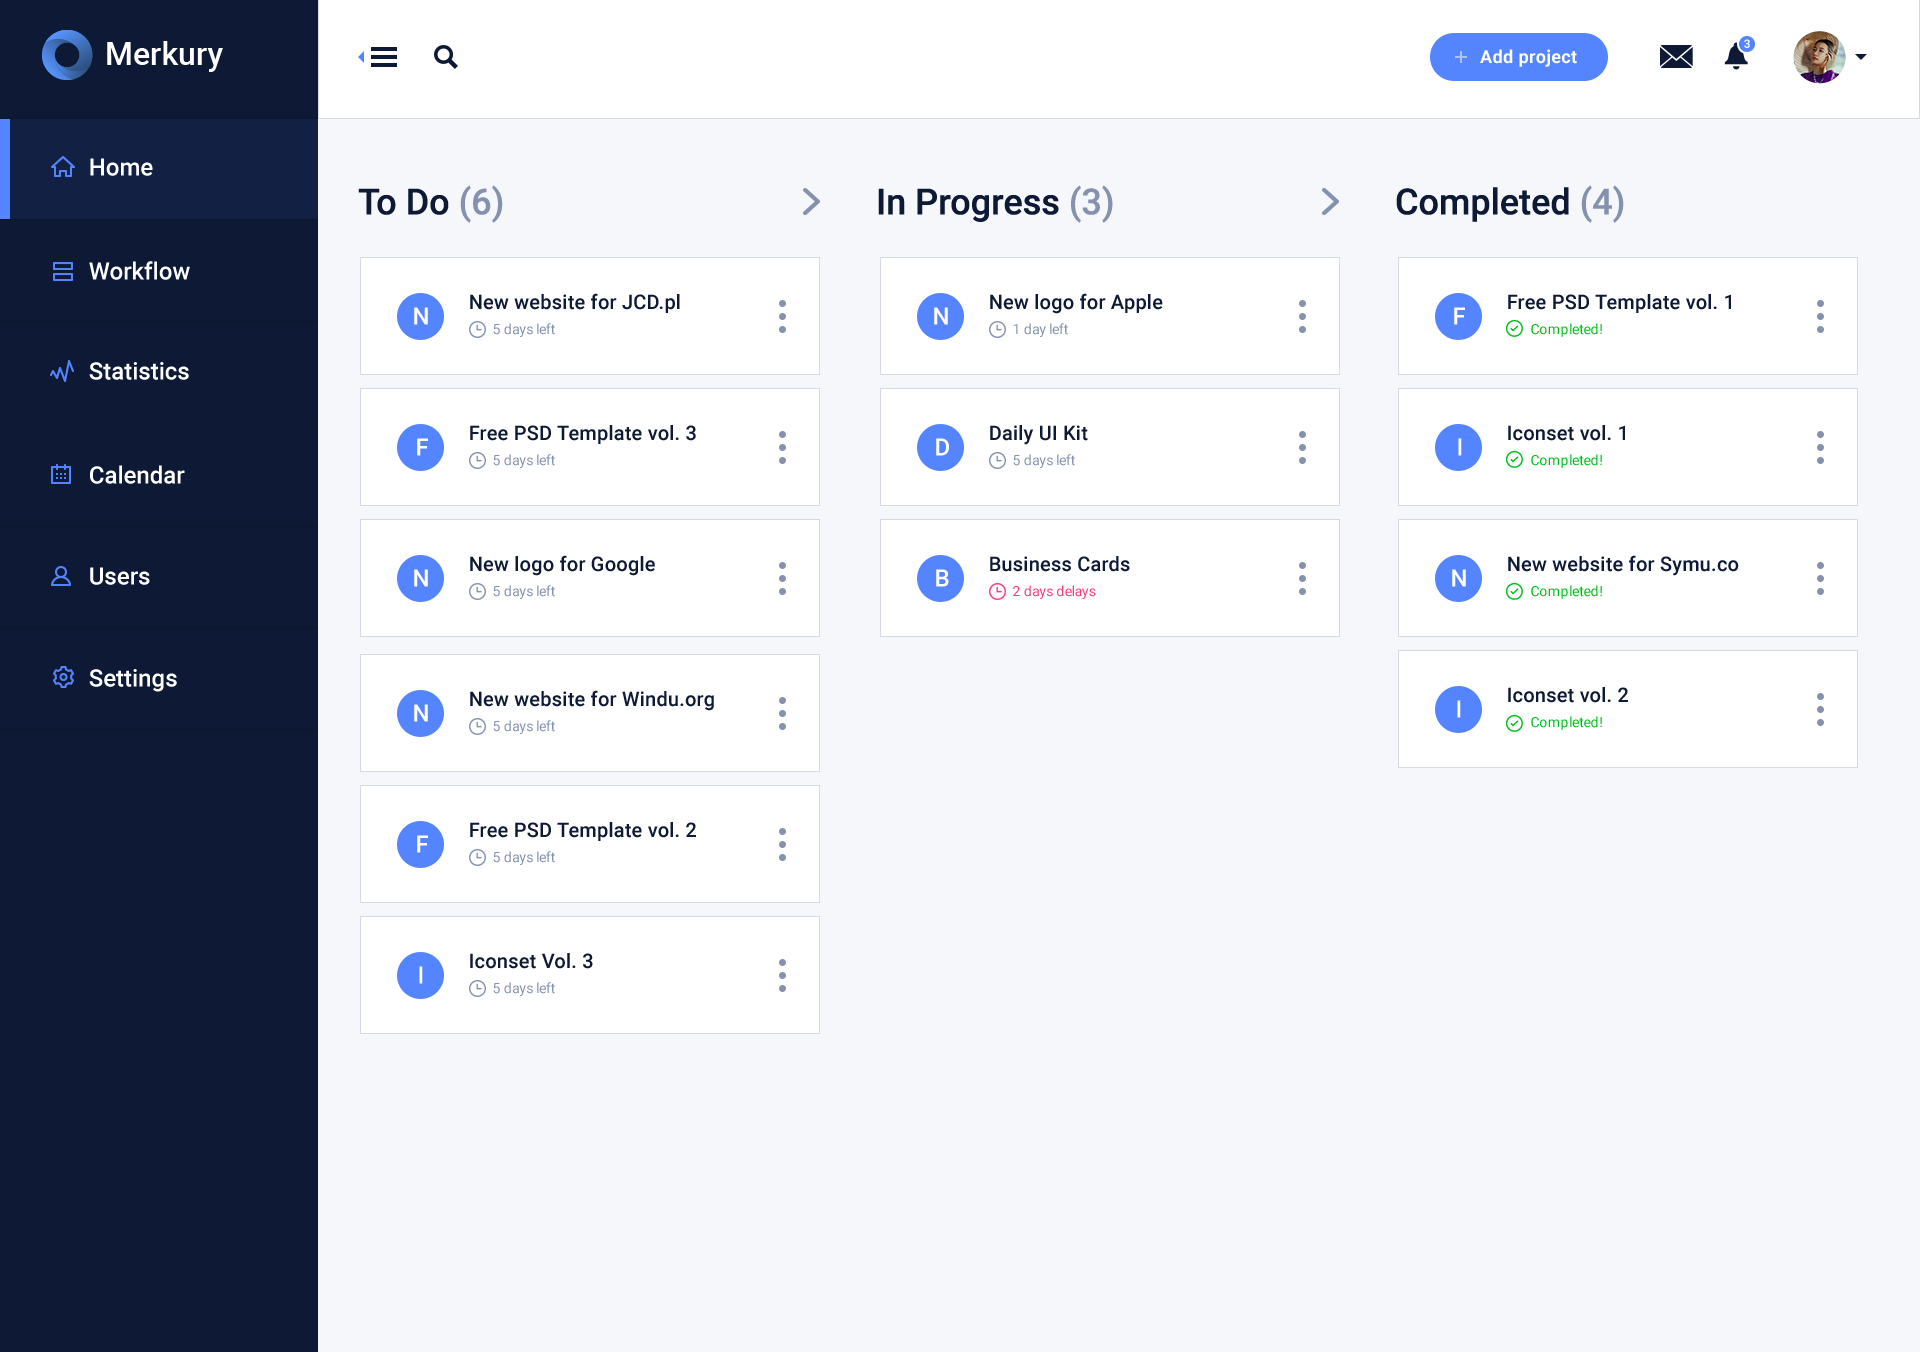 Merkury
Add project
3
Home
Workflow
Statistics
Calendar
Users
Settings
To Do (6)
N
New website for JCD.pl
5 days left
F
Free PSD Template vol. 3
5 days left
N
New logo for Google
5 days left
N
New website for Windu.org
5 days left
F
Free PSD Template vol. 2
5 days left
I
Iconset Vol. 3
5 days left
In Progress (3)
N
New logo for Apple
1 day left
D
Daily UI Kit
5 days left
B
Business Cards
2 days delays
Completed (4)
F
Free PSD Template vol. 1
Completed!
I
Iconset vol. 1
Completed!
N
New website for Symu.co
Completed!
I
Iconset vol. 2
Completed!